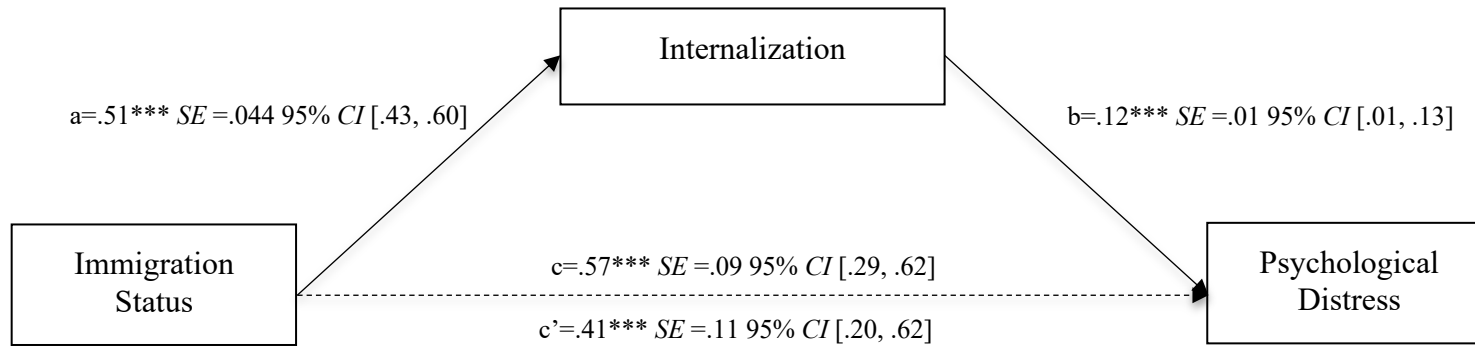 Internalization
a=.51*** SE =.044 95% CI [.43, .60]
b=.12*** SE =.01 95% CI [.01, .13]
Immigration
Status
c=.57*** SE =.09 95% CI [.29, .62]
c’=.41*** SE =.11 95% CI [.20, .62]
Psychological
Distress